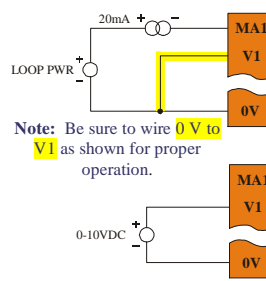 20mA + −
MA1
V1
LOOP PWR
+
−
0V
Note: Be sure to wire 0 V to
V1 as shown for proper
operation.
MA1
V1
0-10VDC
+
−
0V